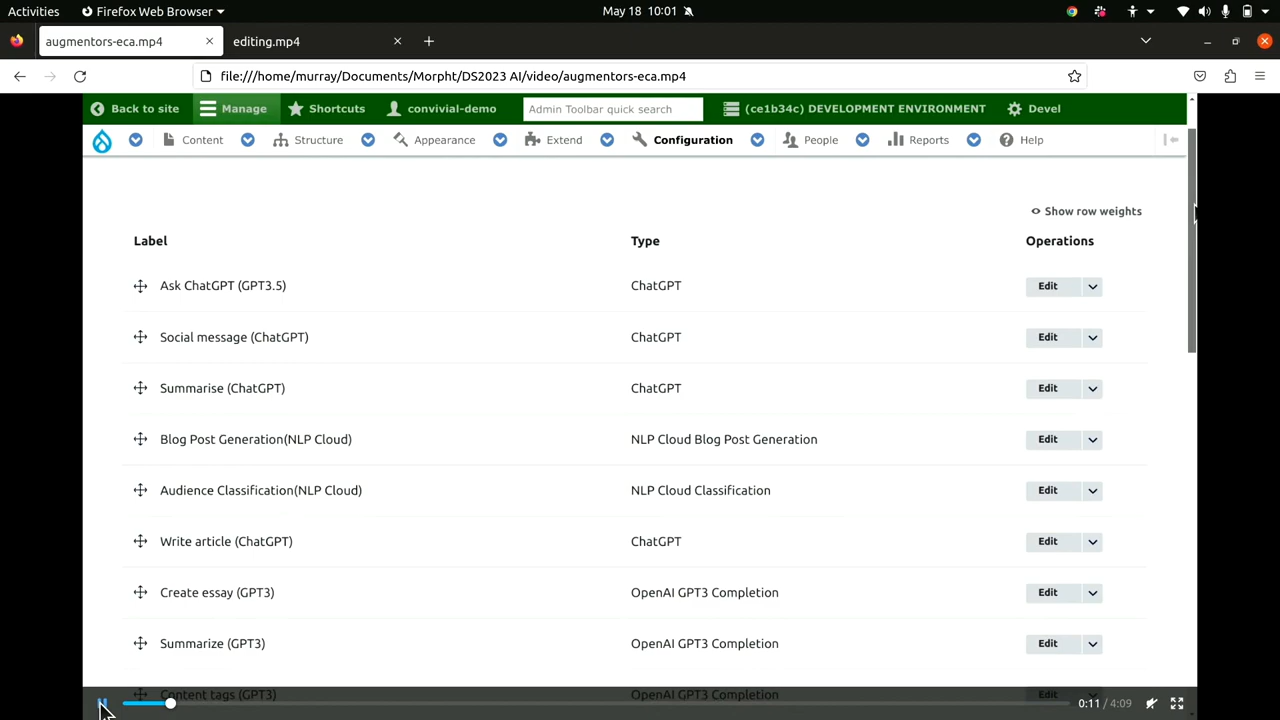 Activities Firefox Web Browser May 18 10:01
augmentors-eca.mp4 editing.mp4
file:///home/murray/Documents/Morpht/DS2023 AI/video/augmentors-eca.mp4
Back to site Manage Shortcuts convivial-demo Admin Toolbar quick search (ce1b34c) DEVELOPMENT ENVIRONMENT Devel
Content Structure Appearance Extend Configuration People Reports Help
Show row weights
Label Type Operations
Ask ChatGPT (GPT3.5) ChatGPT Edit
Social message (ChatGPT) ChatGPT Edit
Summarise (ChatGPT) ChatGPT Edit
Blog Post Generation(NLP Cloud) NLP Cloud Blog Post Generation Edit
Audience Classification(NLP Cloud) NLP Cloud Classification Edit
Write article (ChatGPT) ChatGPT Edit
Create essay (GPT3) OpenAI GPT3 Completion Edit
Summarize (GPT3) OpenAI GPT3 Completion Edit
Content tags (GPT3) OpenAI GPT3 Completion Edit
0:11 / 4:09